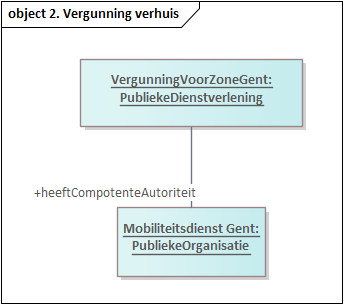 object 2. Vergunning verhuis
VergunningVoorZoneGent:
PubliekeDienstverlening
+heeftCompotenteAutoriteit
Mobiliteitsdienst Gent:
PubliekeOrganisatie